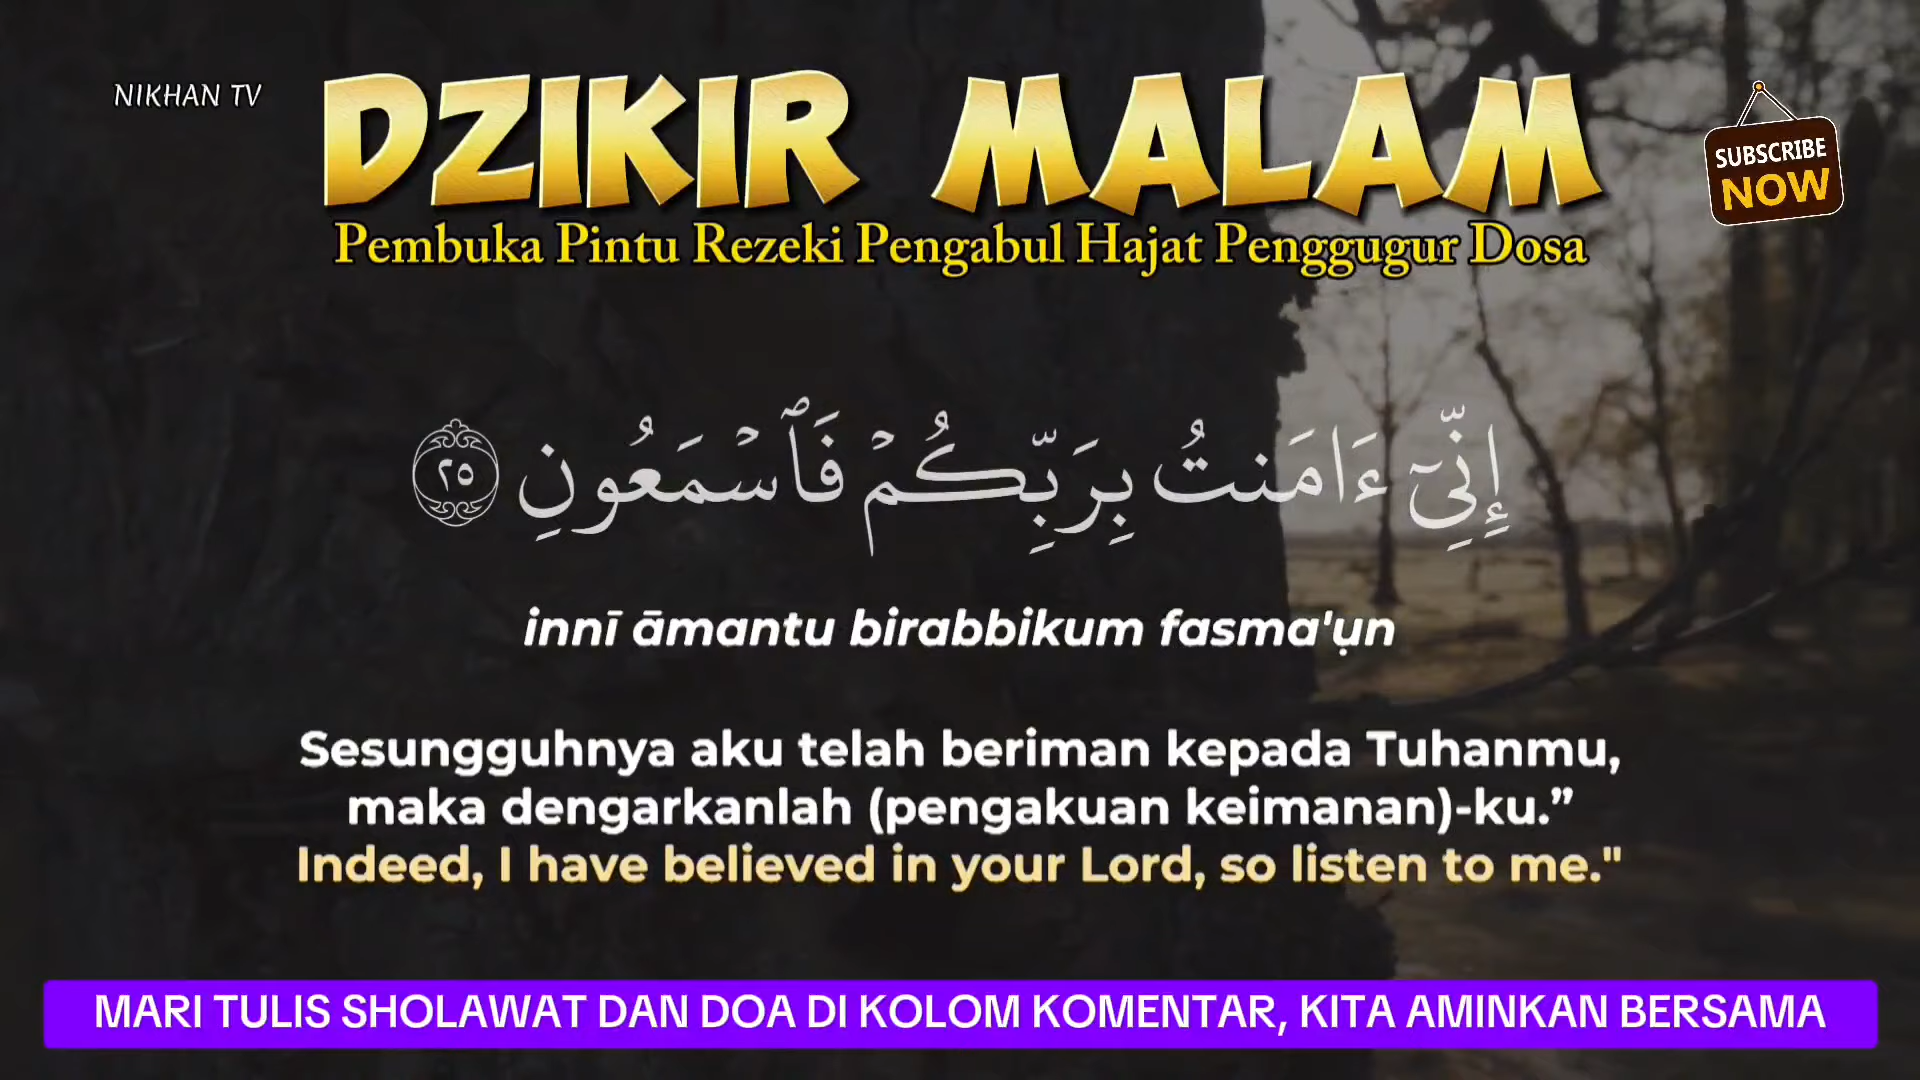 NIKHAN TV
DZIKIR MALAM
SUBSCRIBE
NOW
Pembuka Pintu Rezeki Pengabul Hajat Penggugur Dosa
إِنِّىٓ ءَامَنتُ بِرَبِّكُمْ فَٱسْمَعُونِ ٢٥
innī āmantu birabbikum fasma'ụn
Sesungguhnya aku telah beriman kepada Tuhanmu,
maka dengarkanlah (pengakuan keimanan)-ku.”
Indeed, I have believed in your Lord, so listen to me."
MARI TULIS SHOLAWAT DAN DOA DI KOLOM KOMENTAR, KITA AMINKAN BERSAMA